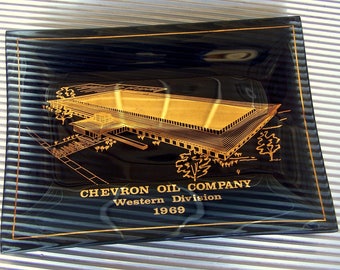 CHEVRON OIL COMPANY
Western Division
1969